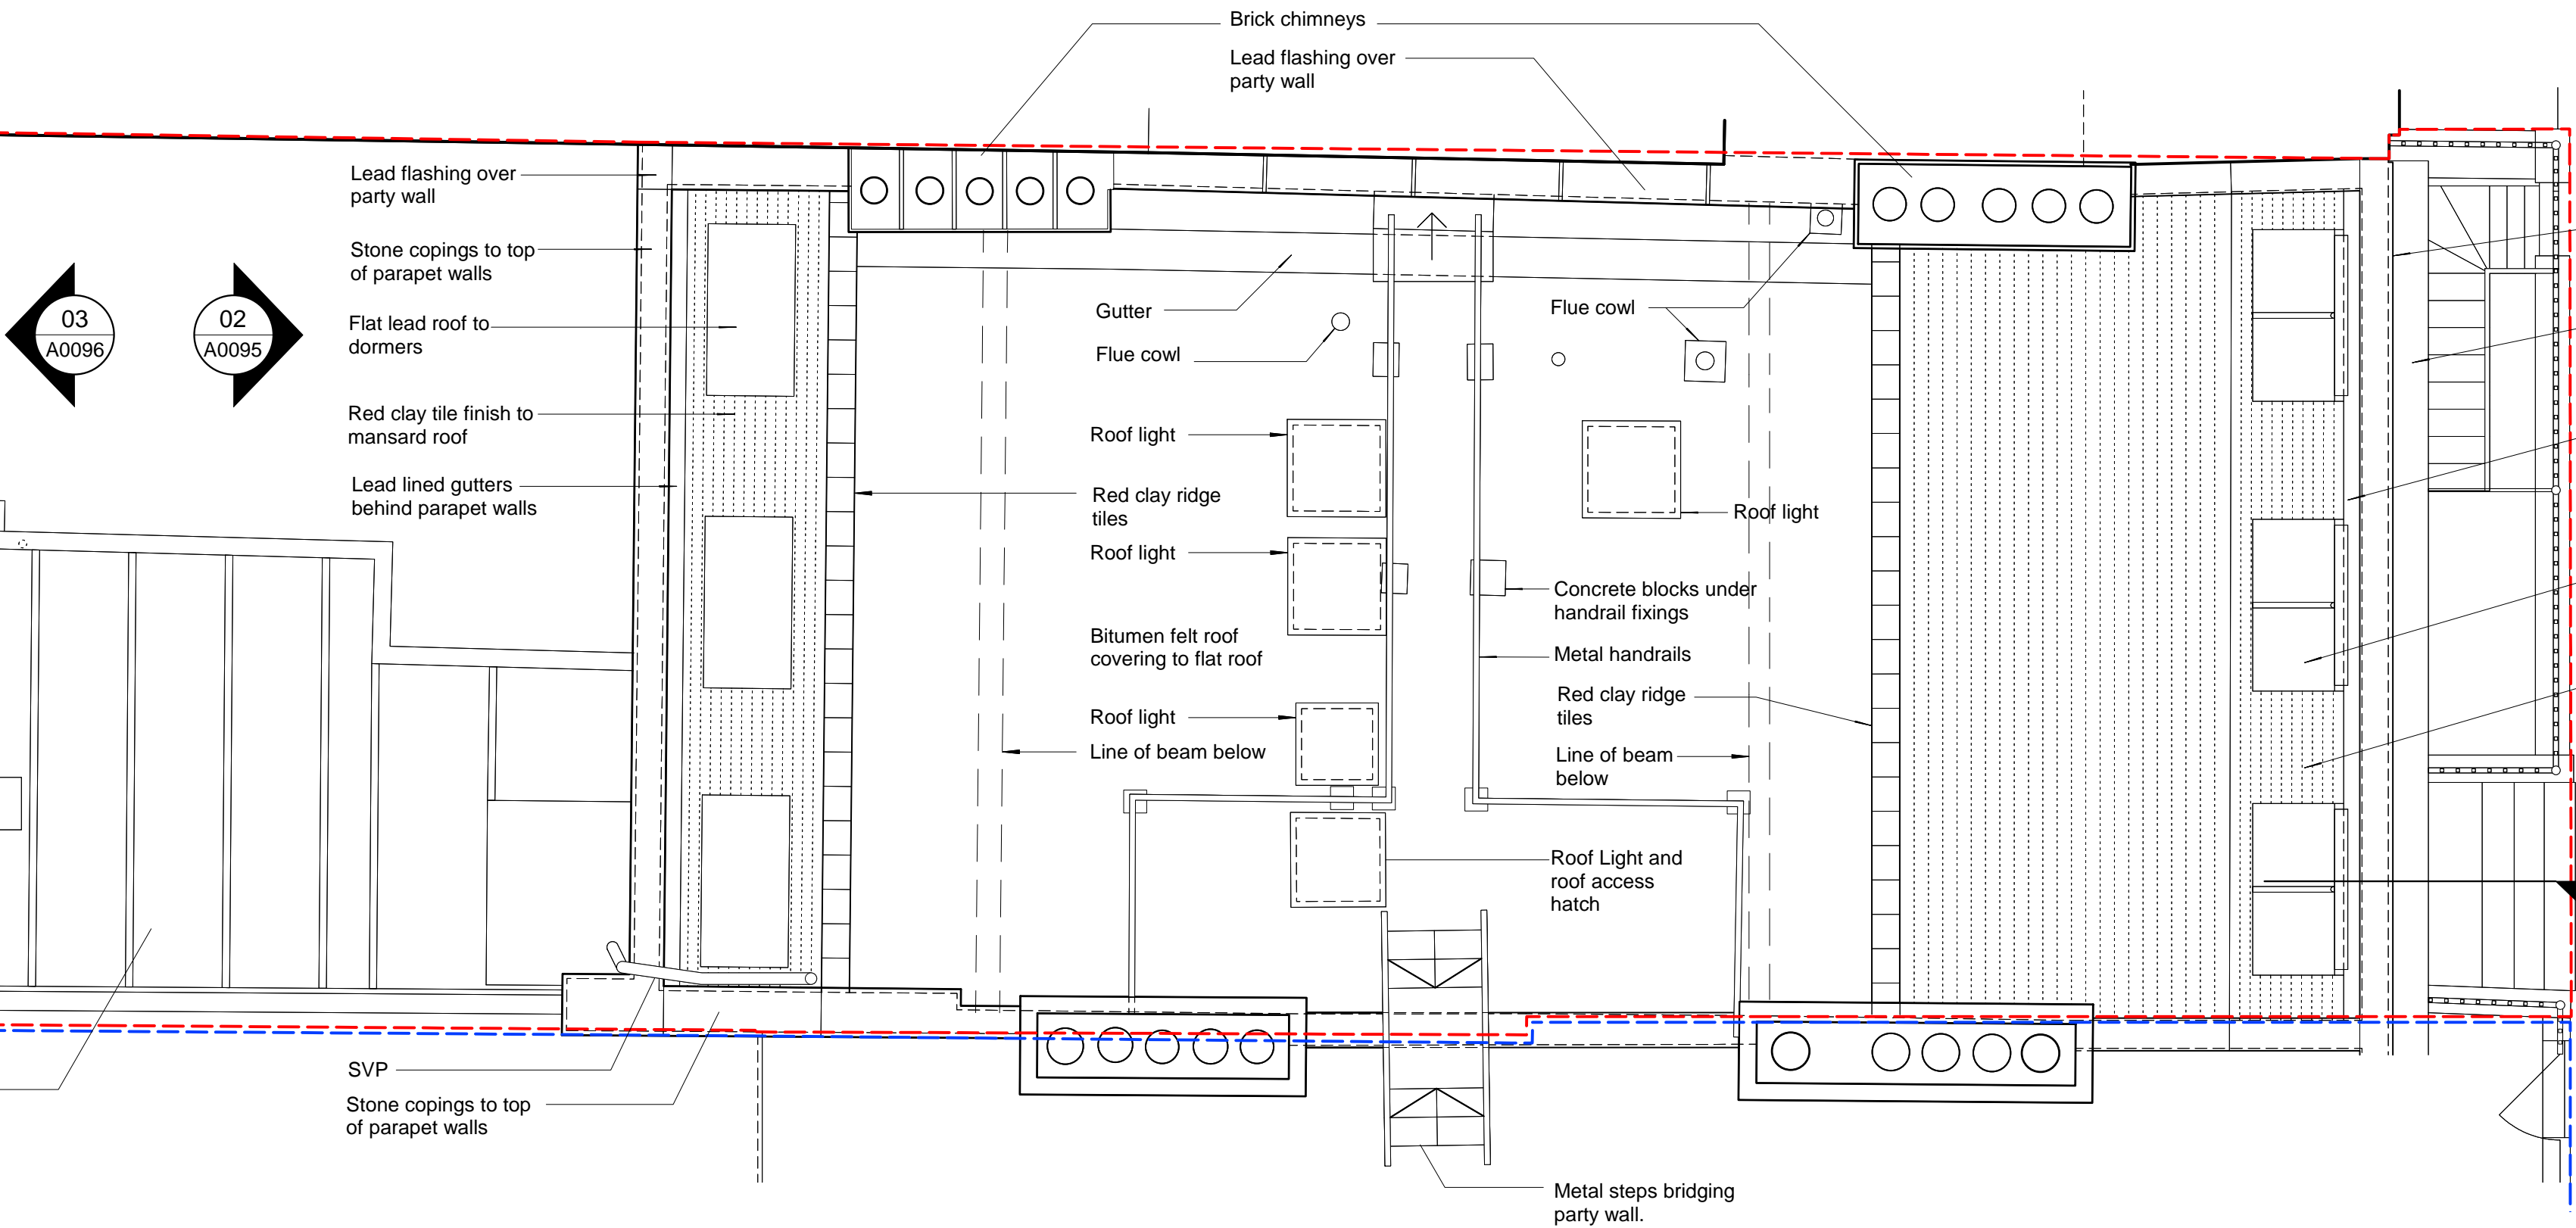 Brick chimneys
Lead flashing over
party wall
Lead flashing over
party wall
Stone copings to top
of parapet walls
03
A0096
02
A0095
Flat lead roof to
dormers
Red clay tile finish to
mansard roof
Lead lined gutters
behind parapet walls
Gutter
Flue cowl
Flue cowl
Roof light
Red clay ridge
tiles
Roof light
Roof light
Bitumen felt roof
covering to flat roof
Concrete blocks under
handrail fixings
Metal handrails
Roof light
Line of beam below
Red clay ridge
tiles
Line of beam
below
Roof Light and
roof access
hatch
SVP
Stone copings to top
of parapet walls
Metal steps bridging
party wall.